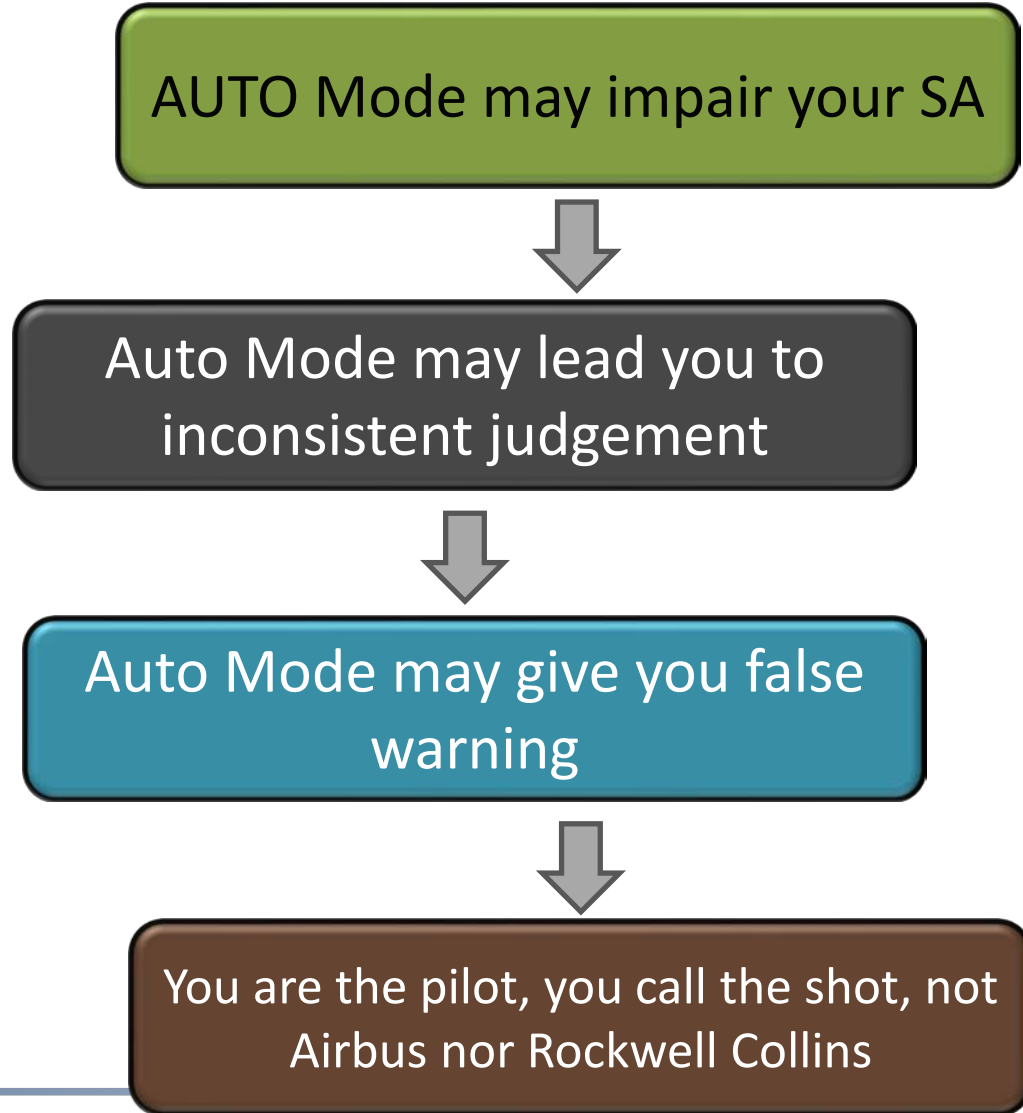 AUTO Mode may impair your SA
Auto Mode may lead you to
inconsistent judgement
Auto Mode may give you false
warning
You are the pilot, you call the shot, not
Airbus nor Rockwell Collins